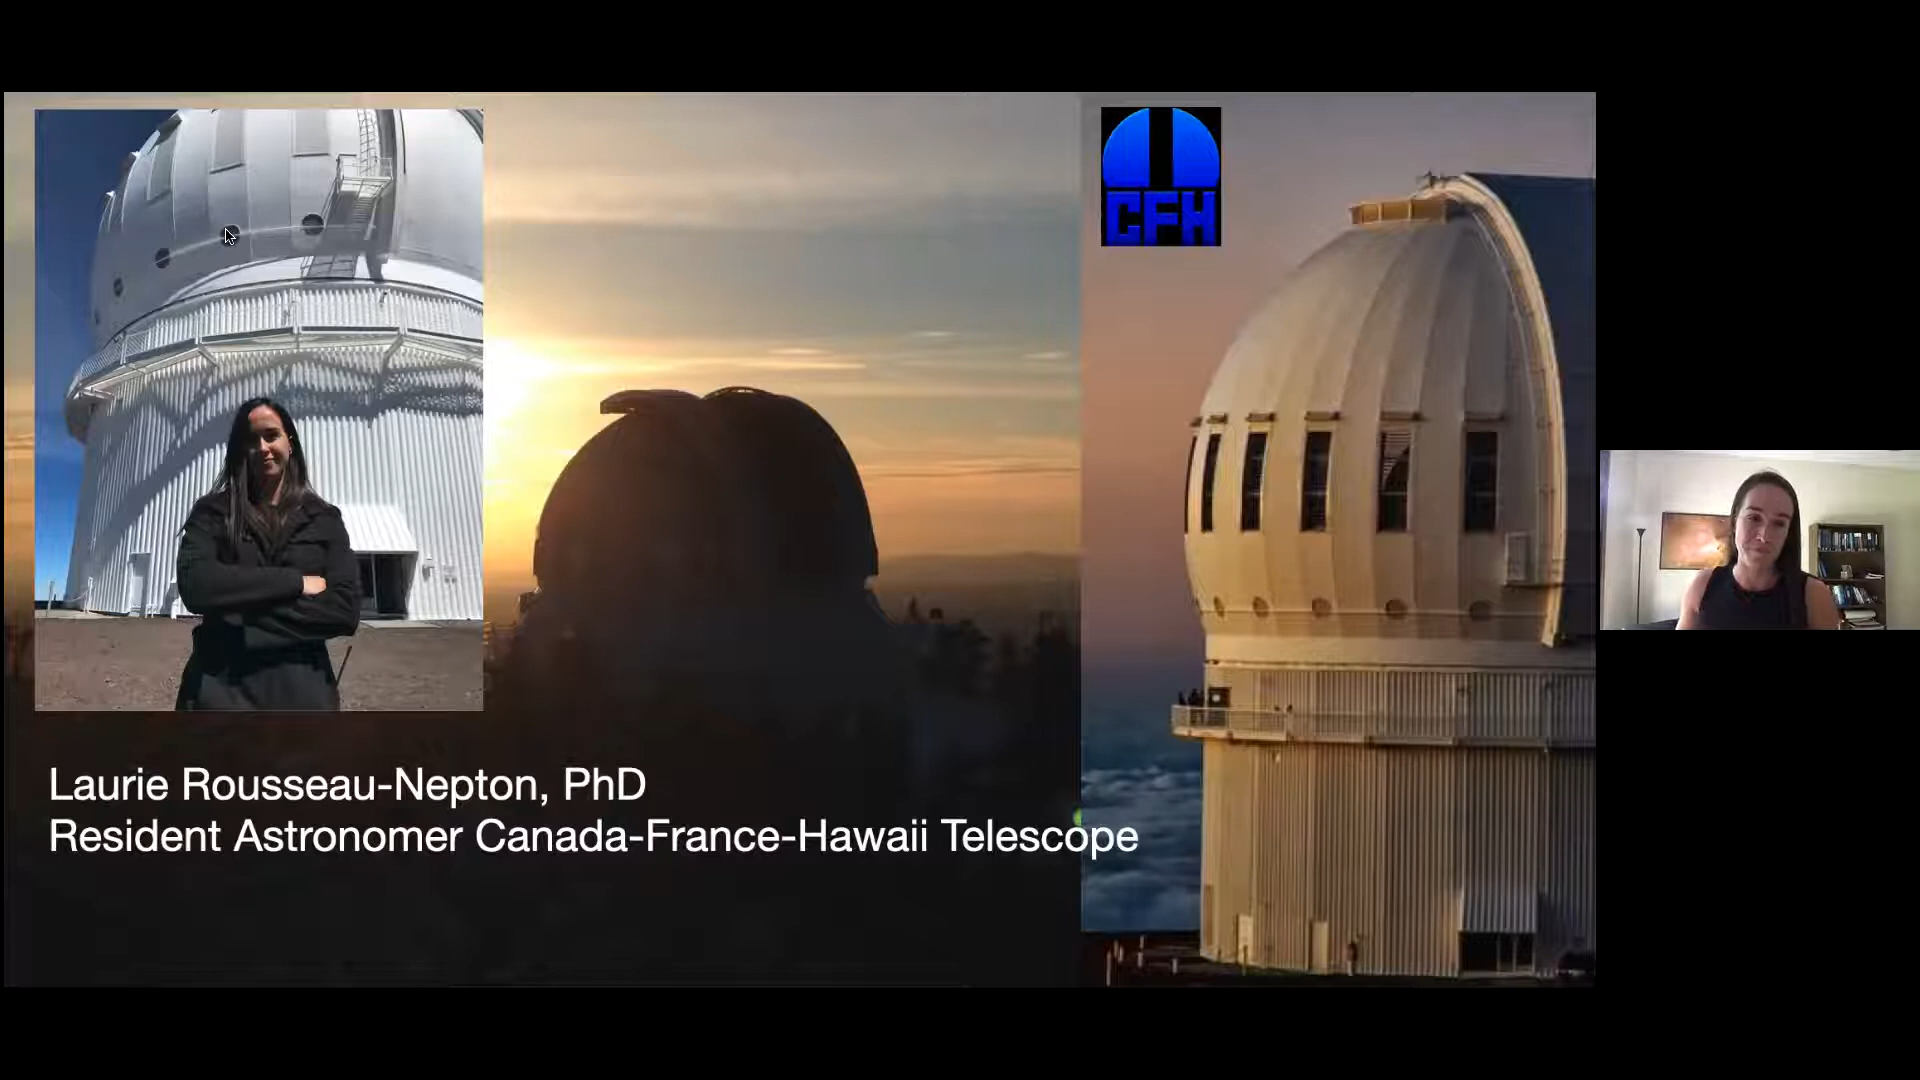 CFH
Laurie Rousseau-Nepton, PhD
Resident Astronomer Canada-France-Hawaii Telescope